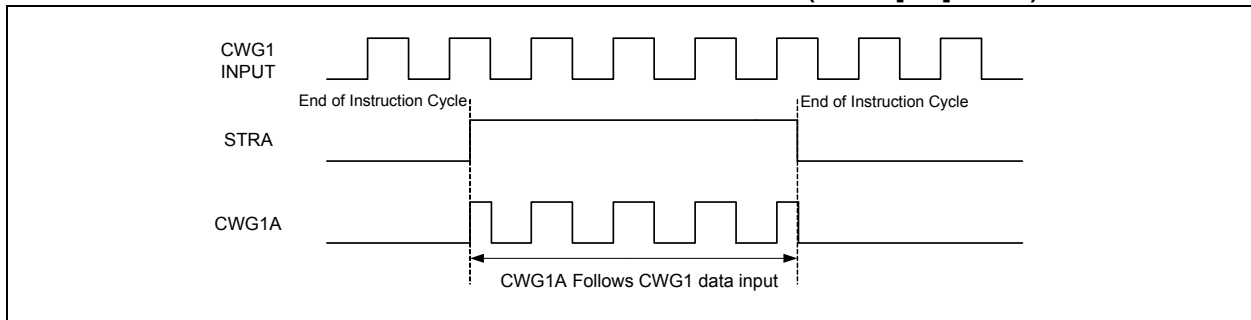 CWG1
INPUT
End of Instruction Cycle
End of Instruction Cycle
STRA
CWG1A
CWG1A Follows CWG1 data input